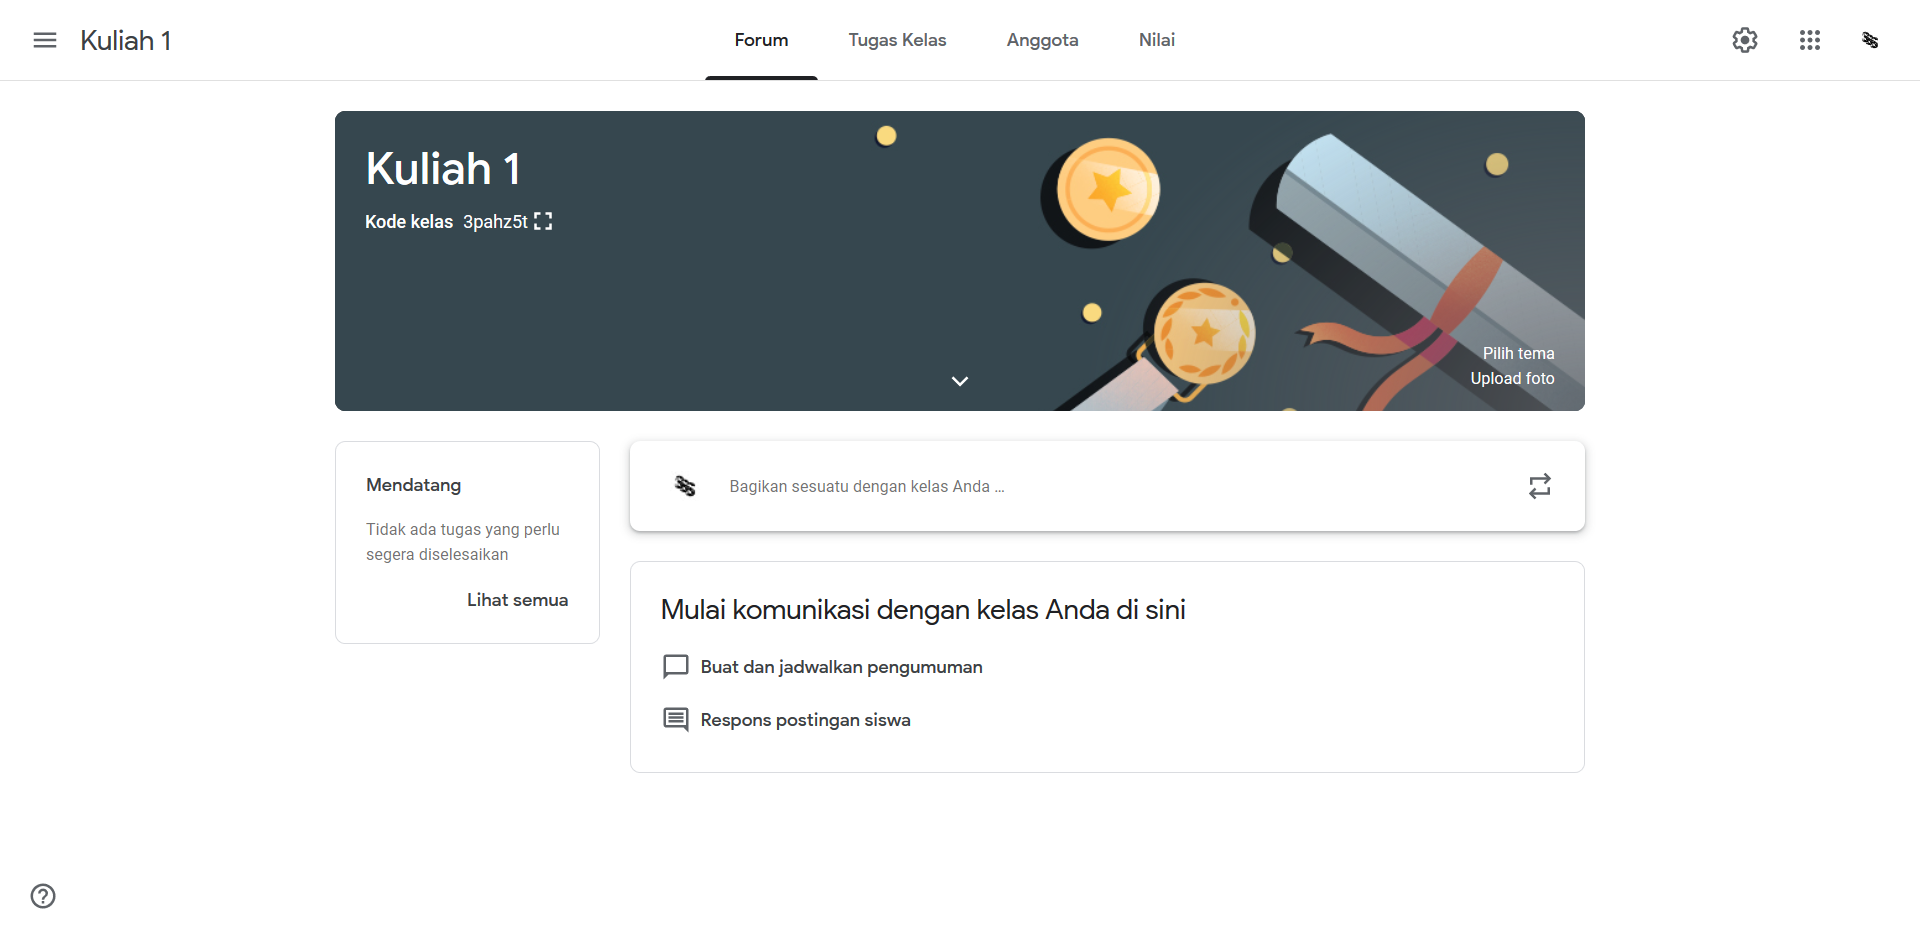 Kuliah 1
Forum
Tugas Kelas
Anggota
Nilai
Kuliah 1
Kode kelas 3pahz5t
Pilih tema
Upload foto
Mendatang
Tidak ada tugas yang perlu
segera diselesaikan
Lihat semua
Bagikan sesuatu dengan kelas Anda ...
Mulai komunikasi dengan kelas Anda di sini
Buat dan jadwalkan pengumuman
Respons postingan siswa